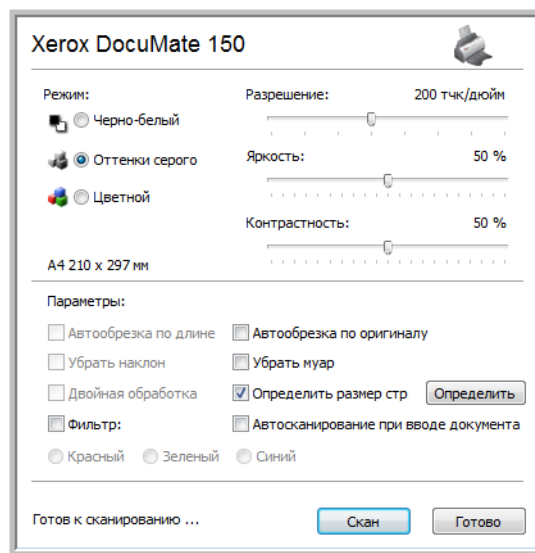 Xerox DocuMate 150
Режим: Разрешение: 200 тчк/дюйм
Черно-белый
Оттенки серого Яркость: 50 %
Цветной
Контрастность: 50 %
A4 210 x 297 мм
Параметры:
Автообрезка по длине Автообрезка по оригиналу
Убрать наклон Убрать муар
Двойная обработка Определить размер стр Определить
Фильтр: Автосканирование при вводе документа
Красный Зеленый Синий
Готов к сканированию ... Скан Готово